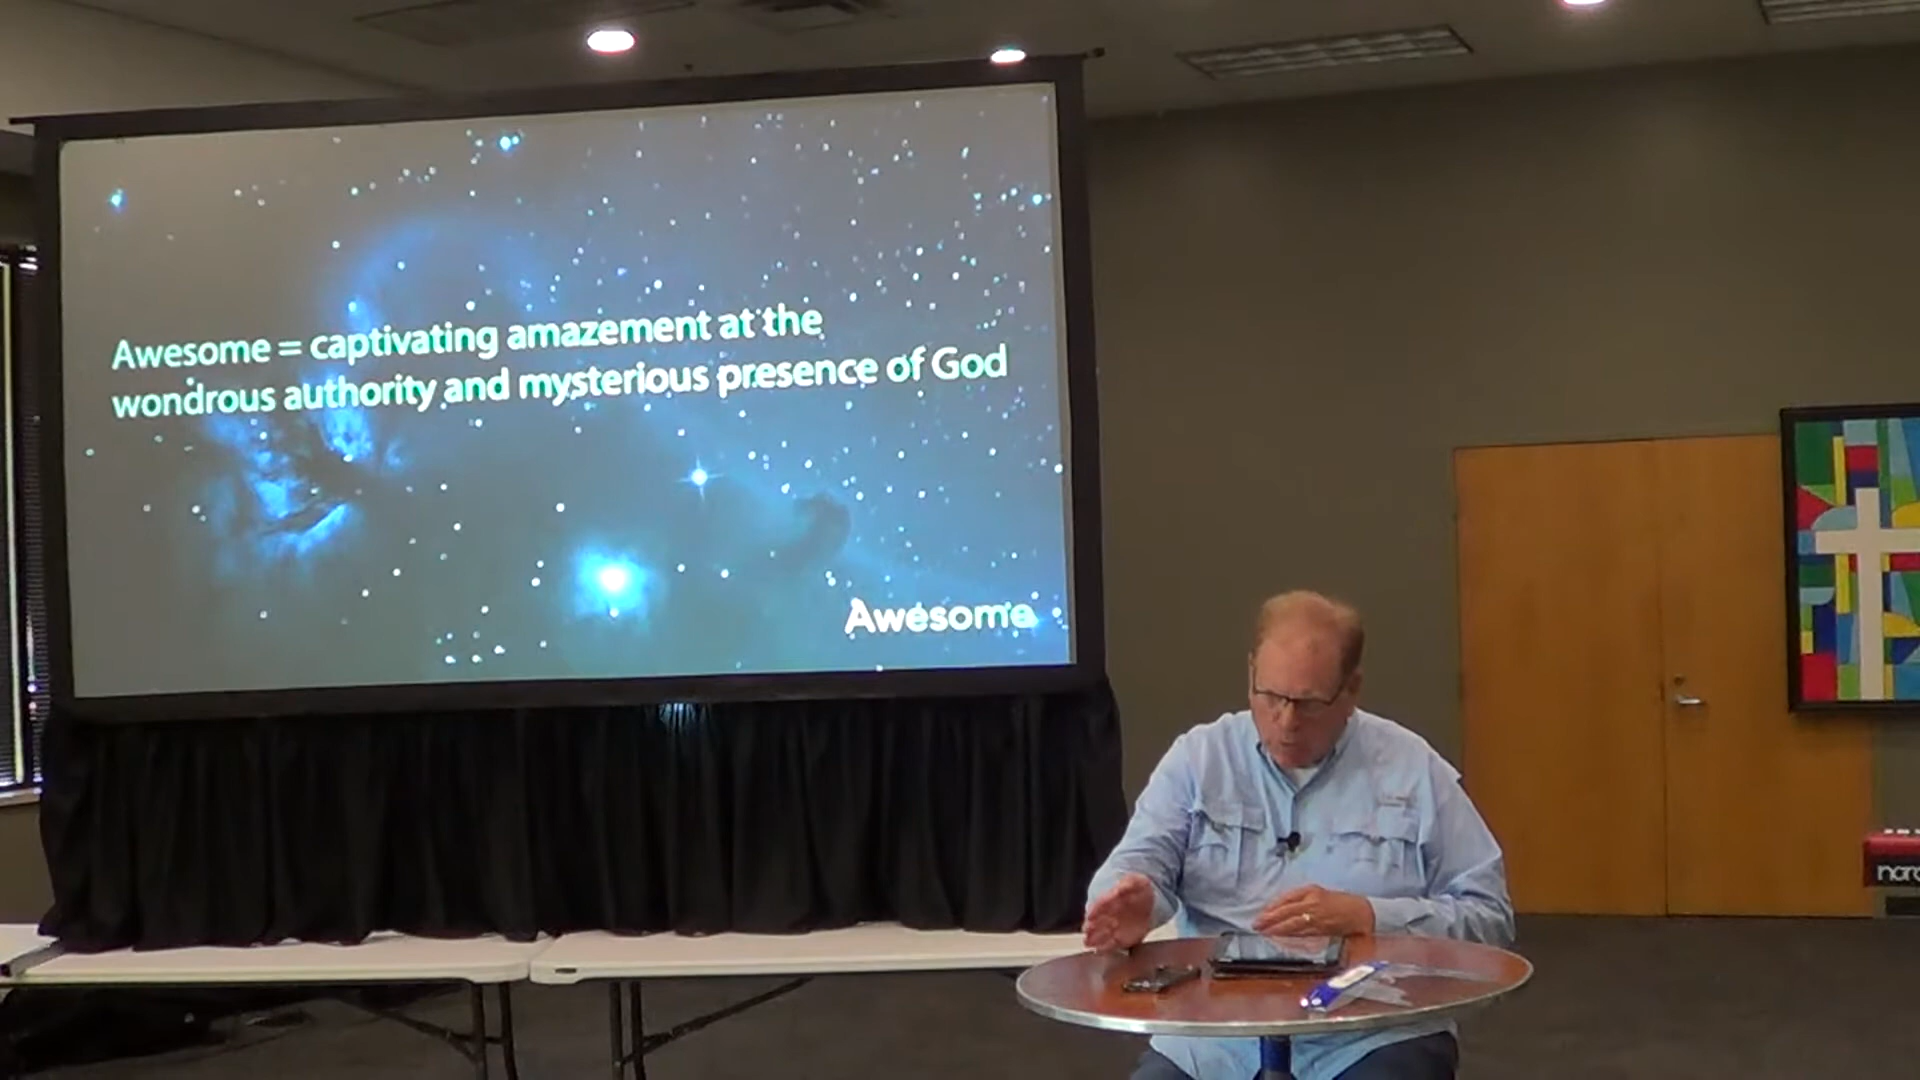 Awesome = captivating amazement at the
wondrous authority and mysterious presence of God
Awesome